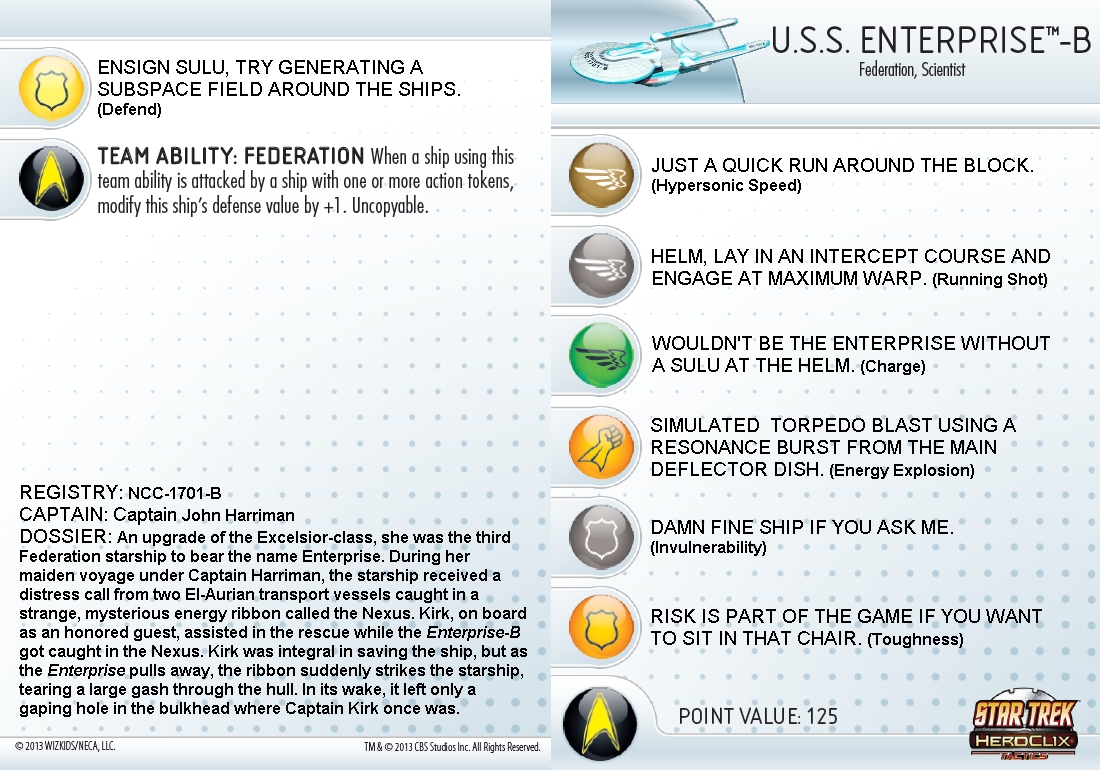 ENSIGN SULU, TRY GENERATING A
SUBSPACE FIELD AROUND THE SHIPS.
(Defend)
TEAM ABILITY: FEDERATION When a ship using this
team ability is attacked by a ship with one or more action tokens,
modify this ship's defense value by +1. Uncopyable.
REGISTRY: NCC-1701-B
CAPTAIN: Captain John Harriman
DOSSIER: An upgrade of the Excelsior-class, she was the third
Federation starship to bear the name Enterprise. During her
maiden voyage under Captain Harriman, the starship received a
distress call from two El-Aurian transport vessels caught in a
strange, mysterious energy ribbon called the Nexus. Kirk, on board
as an honored guest, assisted in the rescue while the Enterprise-B
got caught in the Nexus. Kirk was integral in saving the ship, but as
the Enterprise pulls away, the ribbon suddenly strikes the starship,
tearing a large gash through the hull. In its wake, it left only a
gaping hole in the bulkhead where Captain Kirk once was.
© 2013 WIZKIDS/NECA, LLC.
TM & © 2013 CBS Studios Inc. All Rights Reserved.
U.S.S. ENTERPRISE™-B
Federation, Scientist
JUST A QUICK RUN AROUND THE BLOCK.
(Hypersonic Speed)
HELM, LAY IN AN INTERCEPT COURSE AND
ENGAGE AT MAXIMUM WARP. (Running Shot)
WOULDN'T BE THE ENTERPRISE WITHOUT
A SULU AT THE HELM. (Charge)
SIMULATED TORPEDO BLAST USING A
RESONANCE BURST FROM THE MAIN
DEFLECTOR DISH. (Energy Explosion)
DAMN FINE SHIP IF YOU ASK ME.
(Invulnerability)
RISK IS PART OF THE GAME IF YOU WANT
TO SIT IN THAT CHAIR. (Toughness)
POINT VALUE: 125
STAR TREK
HEROCLIX
TACTICS